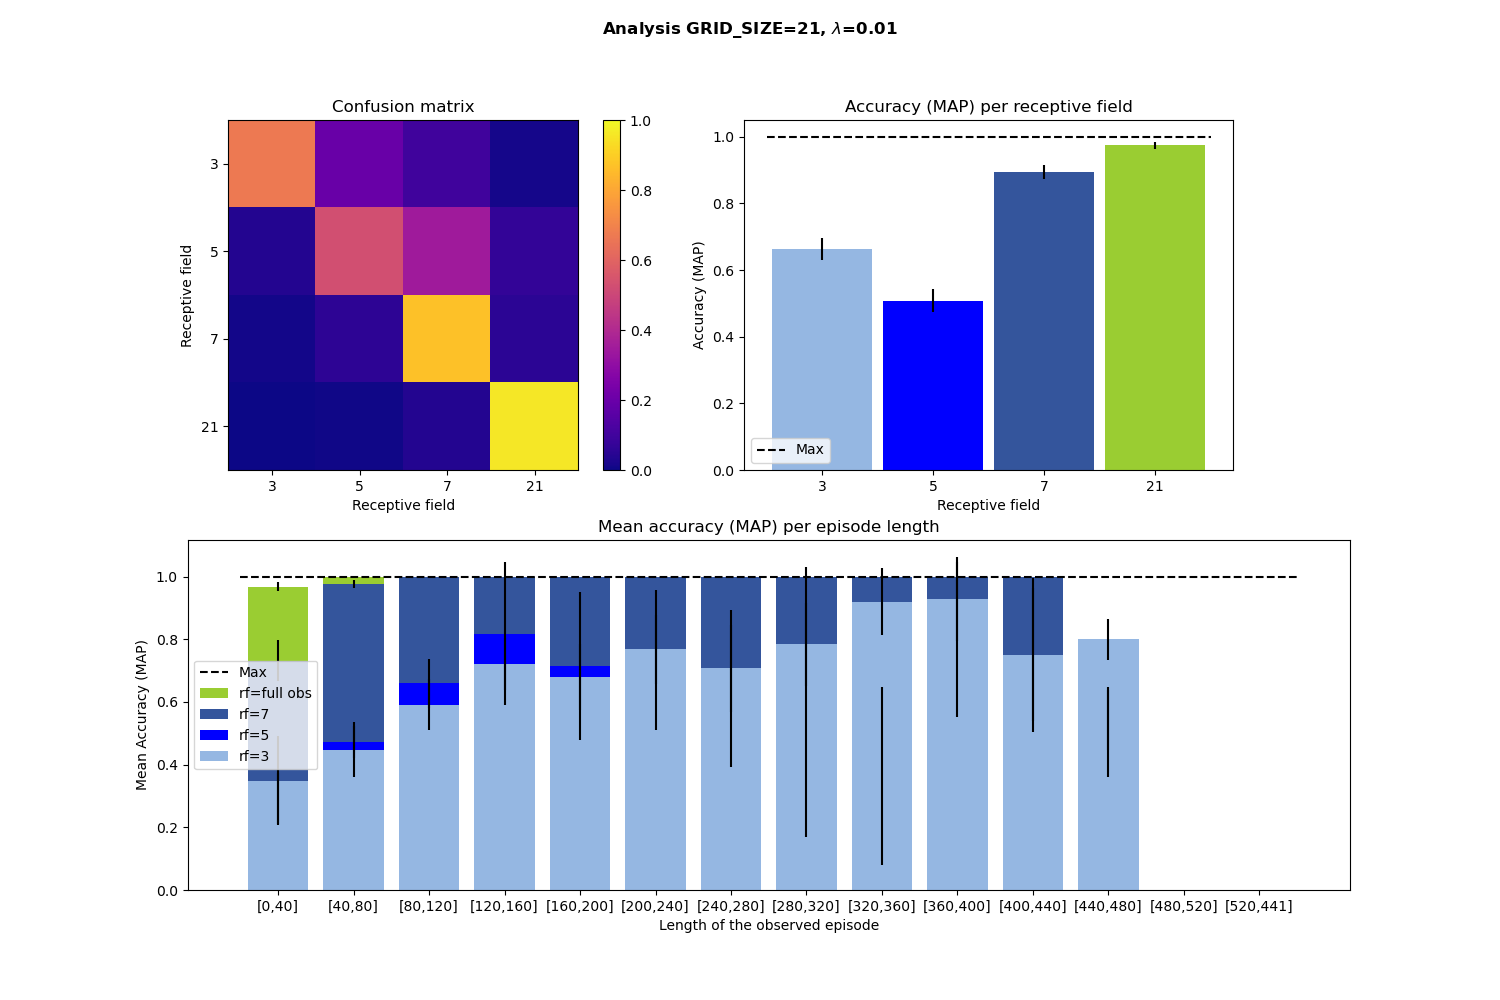 Analysis GRID_SIZE=21, λ=0.01
Confusion matrix
3
5
7
21
Receptive field
3 5 7 21
Receptive field
1.0
0.8
0.6
0.4
0.2
0.0
Accuracy (MAP) per receptive field
1.0
0.8
0.6
0.4
0.2
0.0
Accuracy (MAP)
Max
3 5 7 21
Receptive field
Mean accuracy (MAP) per episode length
1.0
0.8
0.6
0.4
0.2
0.0
Mean Accuracy (MAP)
Max
rf=full obs
rf=7
rf=5
rf=3
[0,40] [40,80] [80,120] [120,160] [160,200] [200,240] [240,280] [280,320] [320,360] [360,400] [400,440] [440,480] [480,520] [520,441]
Length of the observed episode